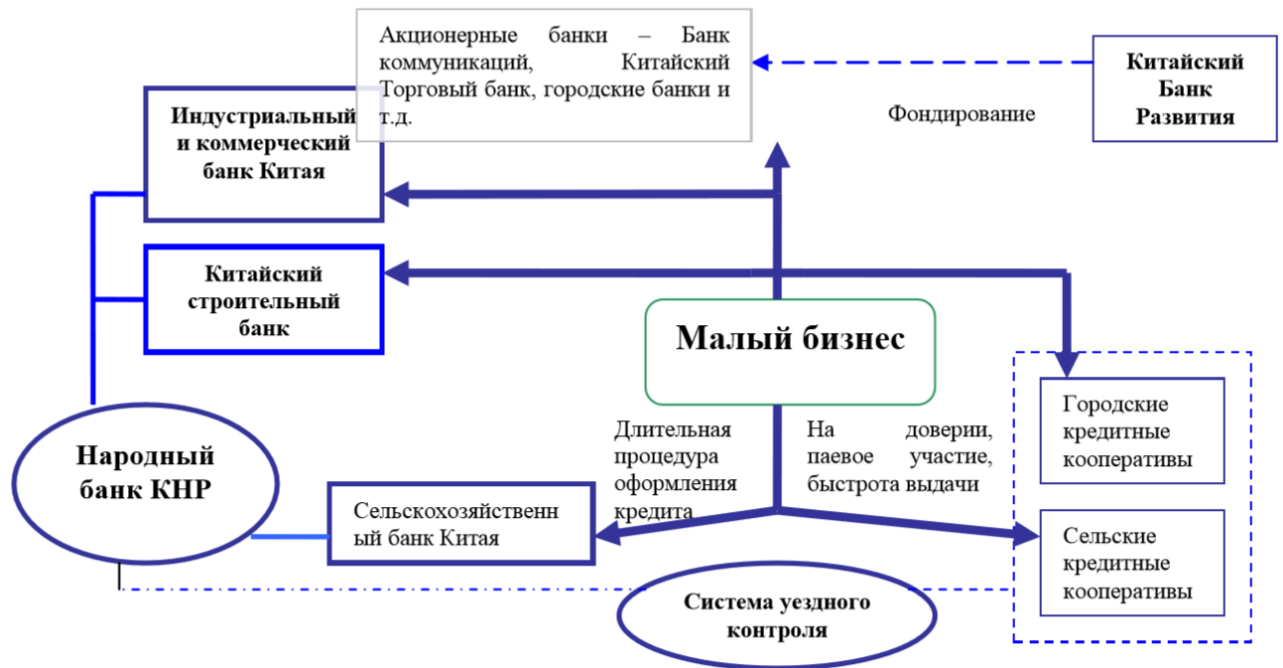 Акционерные банки – Банк
коммуникаций, Китайский
Торговый банк, городские банки и
т.д.
Китайский
Банк
Развития
Фондирование
Индустриальный
и коммерческий
банк Китая
Китайский
строительный
банк
Малый бизнес
Городские
кредитные
кооперативы
Народный
банк КНР
Длительная
процедура
оформления
кредита
На доверии,
паевое участие,
быстрота выдачи
Сельскохозяйственн
ый банк Китая
Сельские
кредитные
кооперативы
Система уездного
контроля